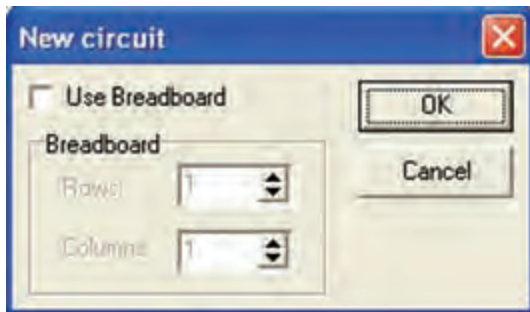 New circuit
Use Breadboard
OK
Breadboard
Rows:
1
Cancel
Columns:
1